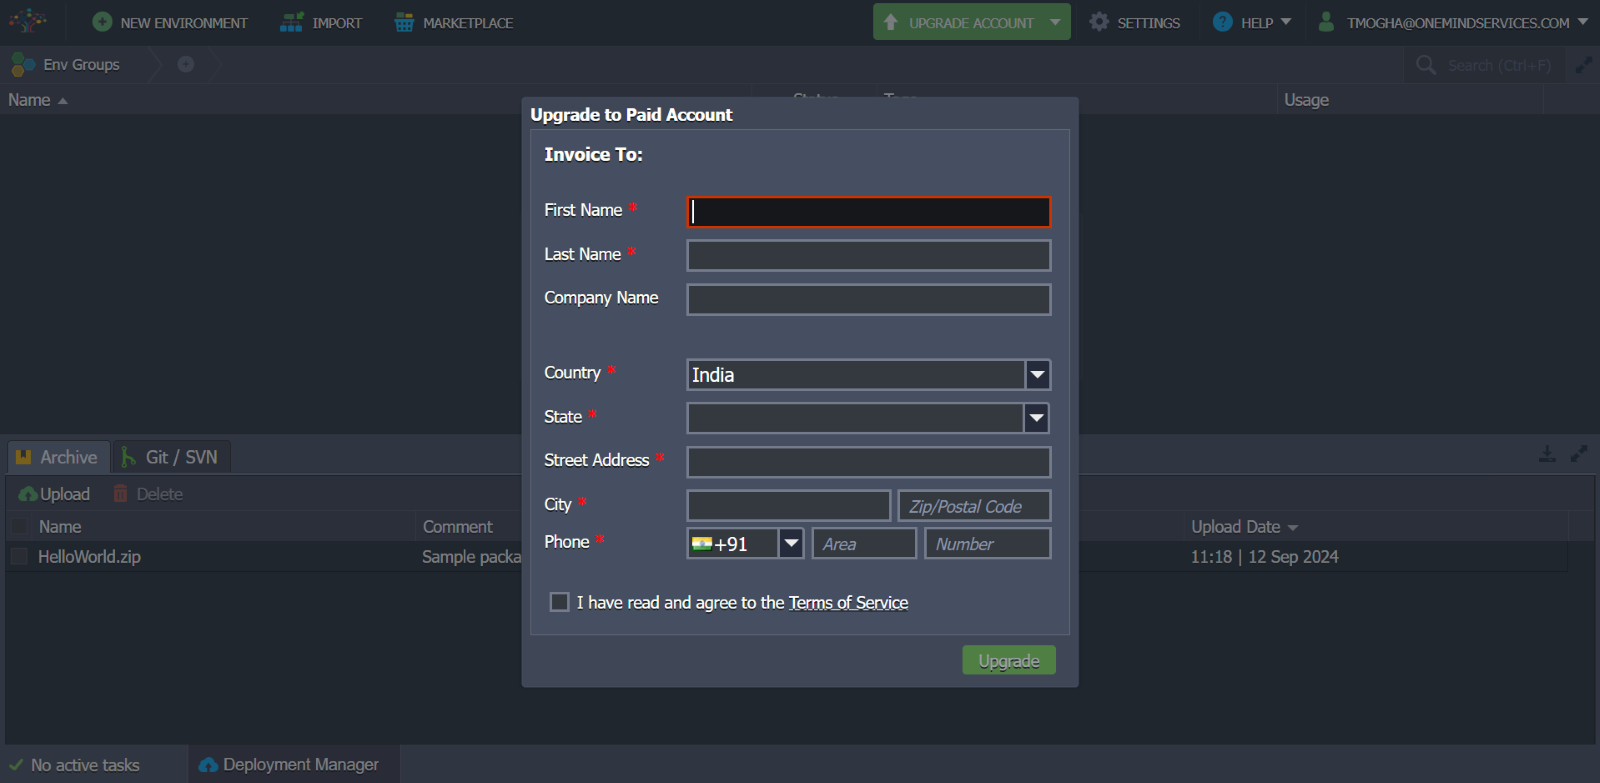 NEW ENVIRONMENT IMPORT MARKETPLACE UPGRADE ACCOUNT SETTINGS HELP TMOGHA@ONEMINDSERVICES.COM
Env Groups Search (Ctrl+F)
Name Status Tags Usage
Upgrade to Paid Account
Invoice To:
First Name *
Last Name *
Company Name
Country * India
State *
Street Address *
City * Zip/Postal Code
Phone * +91 Area Number
I have read and agree to the Terms of Service
Upgrade
Archive Git / SVN
Upload Delete
Name Comment Upload Date
HelloWorld.zip Sample packa 11:18 | 12 Sep 2024
No active tasks Deployment Manager